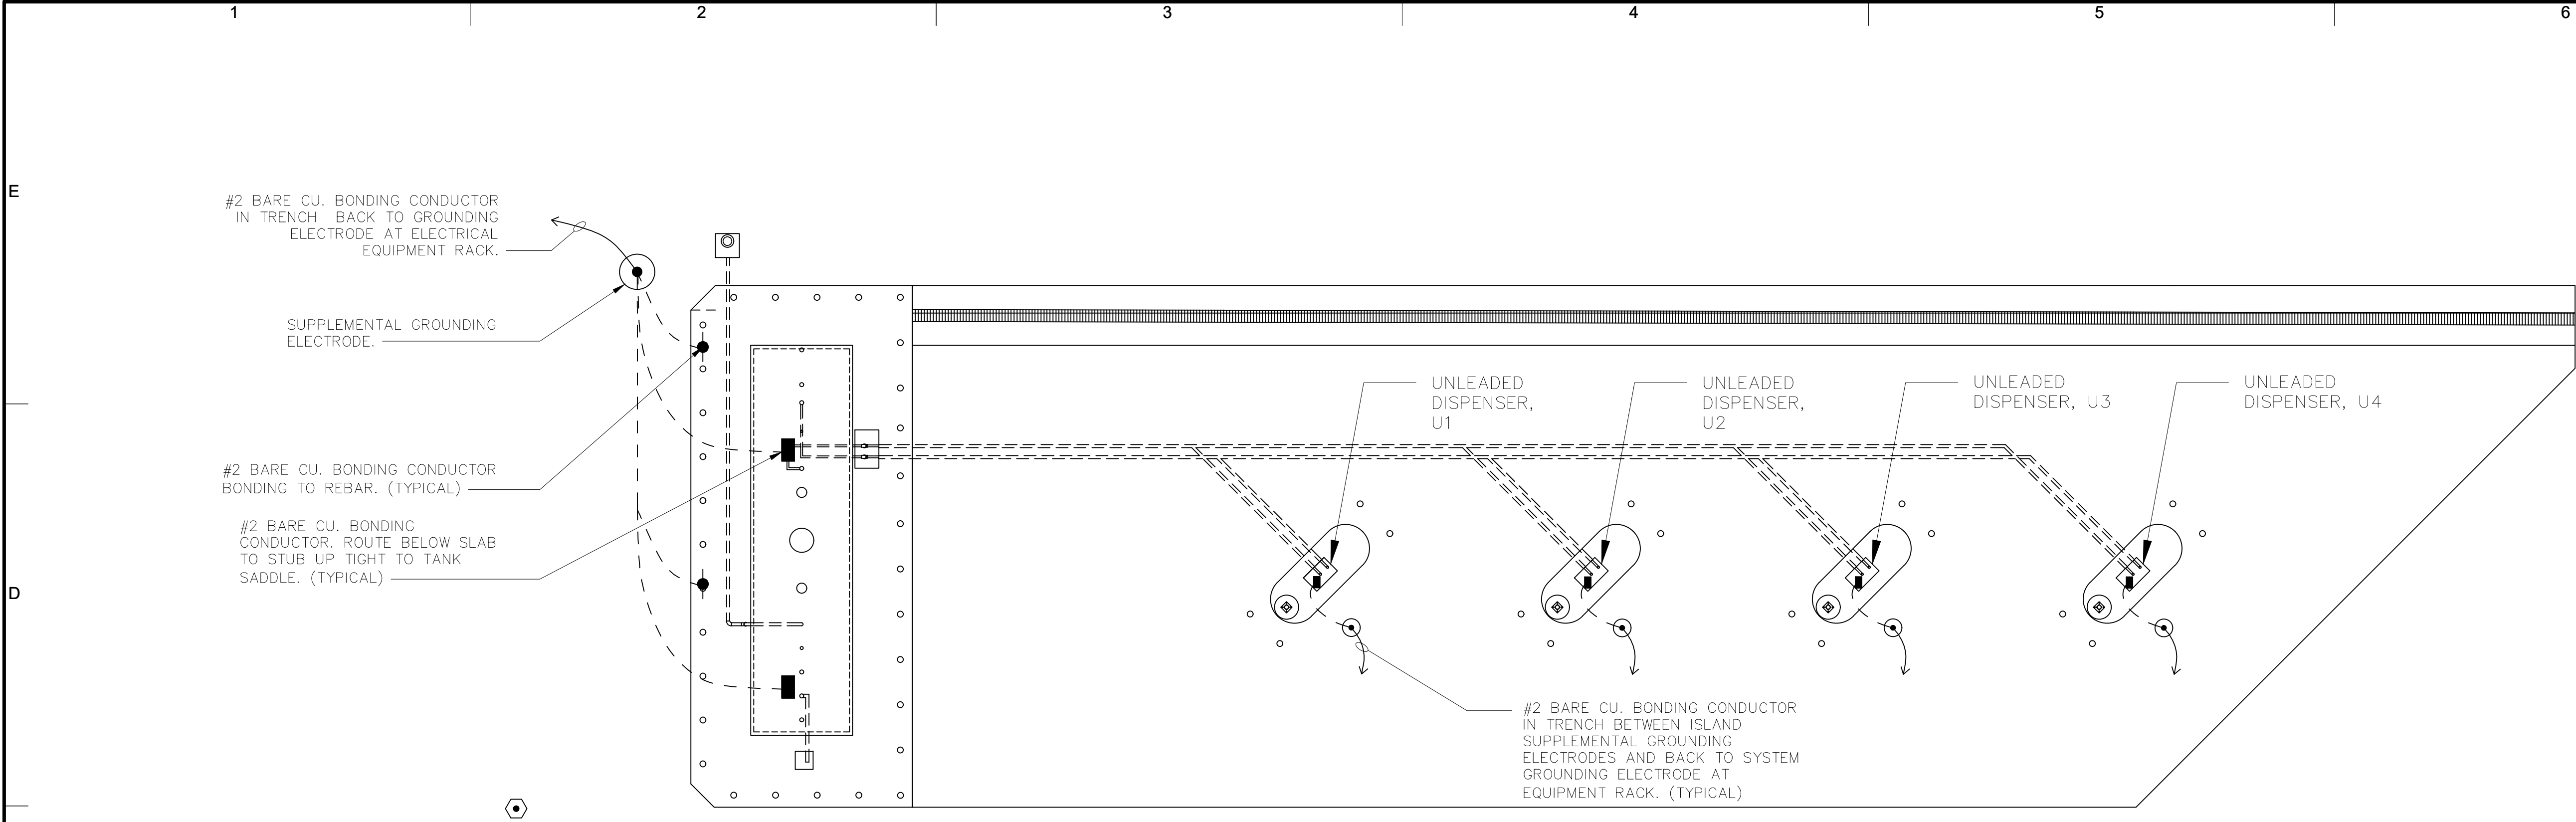 1 2 3 4 5 6
E
#2 BARE CU. BONDING CONDUCTOR
IN TRENCH BACK TO GROUNDING
ELECTRODE AT ELECTRICAL
EQUIPMENT RACK.
SUPPLEMENTAL GROUNDING
ELECTRODE.
UNLEADED
DISPENSER,
U1
UNLEADED
DISPENSER,
U2
UNLEADED
DISPENSER, U3
UNLEADED
DISPENSER, U4
#2 BARE CU. BONDING CONDUCTOR
BONDING TO REBAR. (TYPICAL)
#2 BARE CU. BONDING
CONDUCTOR. ROUTE BELOW SLAB
TO STUB UP TIGHT TO TANK
SADDLE. (TYPICAL)
D
#2 BARE CU. BONDING CONDUCTOR
IN TRENCH BETWEEN ISLAND
SUPPLEMENTAL GROUNDING
ELECTRODES AND BACK TO SYSTEM
GROUNDING ELECTRODE AT
EQUIPMENT RACK. (TYPICAL)